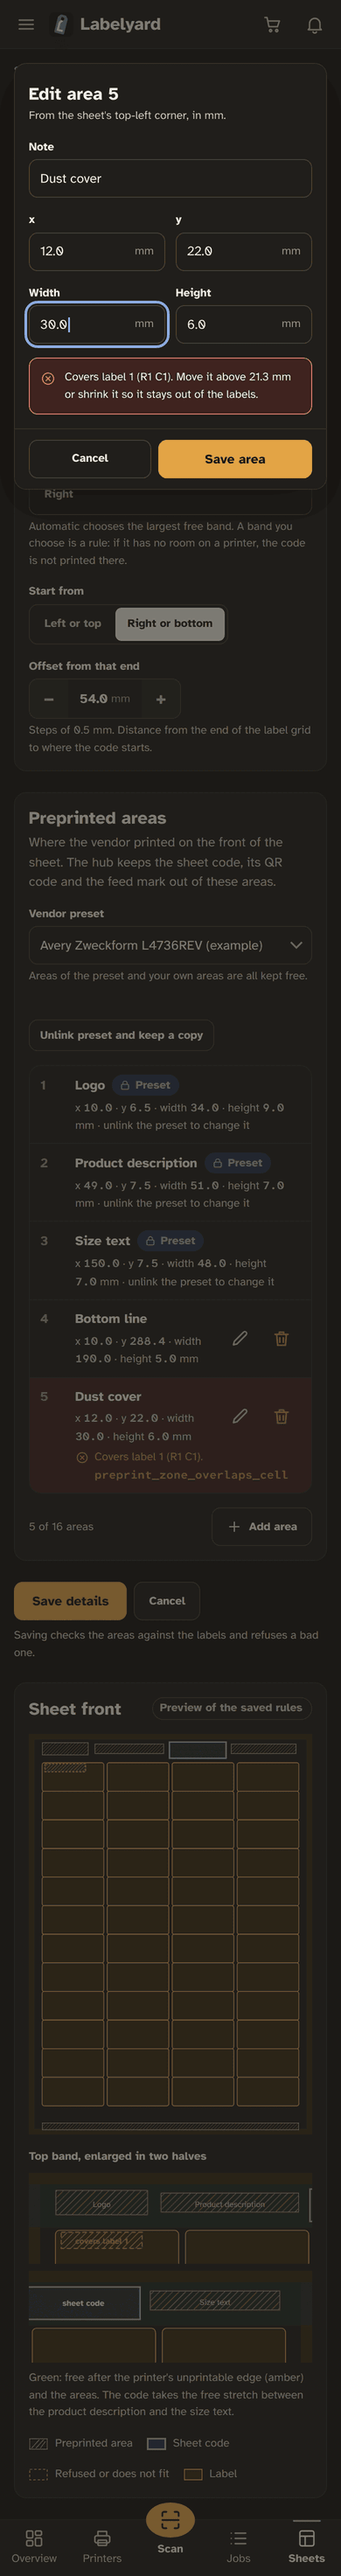 Labelyard
Edit area 5
From the sheet's top-left corner, in mm.
Note
Dust cover
x
y
12.0 mm
22.0 mm
Width
Height
30.0 mm
6.0 mm
Covers label 1 (R1 C1). Move it above 21.3 mm
or shrink it so it stays out of the labels.
Cancel
Save area
Right
Automatic chooses the largest free band. A band you
choose is a rule: if it has no room on a printer, the code
is not printed there.
Start from
Left or top
Right or bottom
Offset from that end
− 54.0 mm +
Steps of 0.5 mm. Distance from the end of the label grid
to where the code starts.
Preprinted areas
Where the vendor printed on the front of the
sheet. The hub keeps the sheet code, its QR
code and the feed mark out of these areas.
Vendor preset
Avery Zweckform L4736REV (example)
Areas of the preset and your own areas are all kept free.
Unlink preset and keep a copy
1 Logo Preset
x 10.0 · y 6.5 · width 34.0 · height 9.0
mm · unlink the preset to change it
2 Product description Preset
x 49.0 · y 7.5 · width 51.0 · height 7.0
mm · unlink the preset to change it
3 Size text Preset
x 150.0 · y 7.5 · width 48.0 · height
7.0 mm · unlink the preset to change it
4 Bottom line
x 10.0 · y 288.4 · width
190.0 · height 5.0 mm
5 Dust cover
x 12.0 · y 22.0 · width
30.0 · height 6.0 mm
Covers label 1 (R1 C1).
preprint_zone_overlaps_cell
5 of 16 areas
+ Add area
Save details
Cancel
Saving checks the areas against the labels and refuses a bad
one.
Sheet front
Preview of the saved rules
Top band, enlarged in two halves
Logo
Product description
covers label 1
sheet code
Size text
Green: free after the printer's unprintable edge (amber)
and the areas. The code takes the free stretch between
the product description and the size text.
Preprinted area
Sheet code
Refused or does not fit
Label
Overview
Printers
Scan
Jobs
Sheets